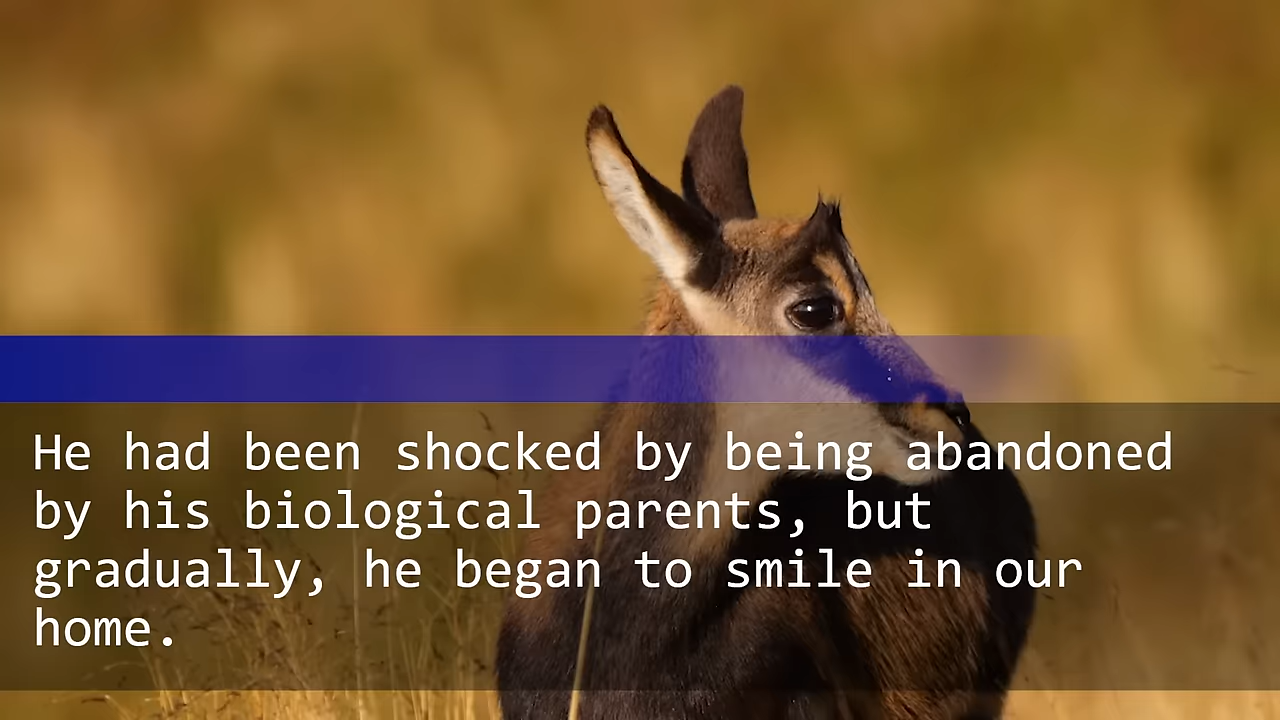 He had been shocked by being abandoned
by his biological parents, but
gradually, he began to smile in our
home.